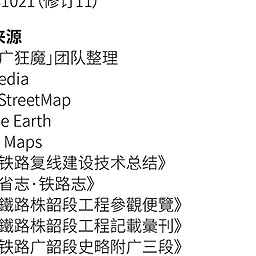 1021（修订11）
来源
广狂魔」团队整理
edia
StreetMap
e Earth
Maps
铁路复线建设技术总结》
省志·铁路志》
鐵路株韶段工程參觀便覽》
鐵路株韶段工程記載彙刊》
铁路广韶段史略附广三段》